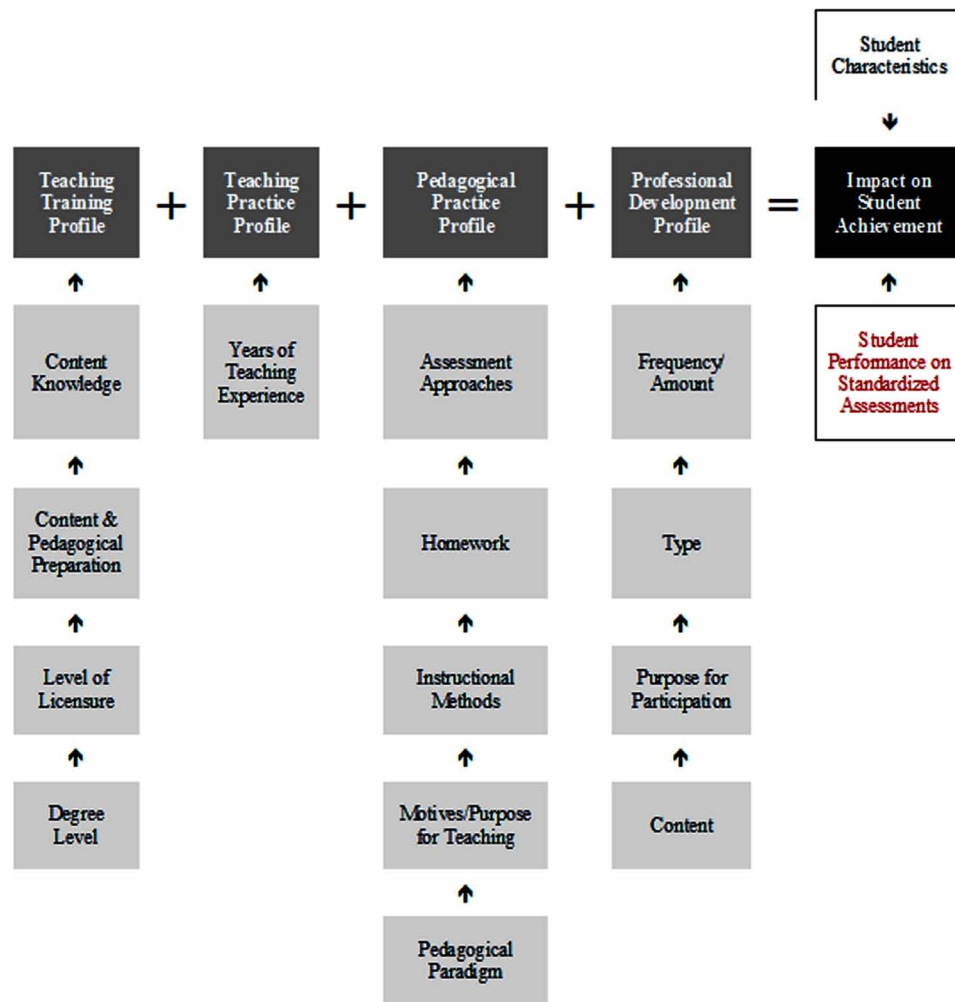 Student
Characteristics
Teaching
Training
Profile
+
Teaching
Practice
Profile
+
Pedagogical
Practice
Profile
+
Professional
Development
Profile
=
Impact on
Student
Achievement
Content
Knowledge
Years of
Teaching
Experience
Assessment
Approaches
Frequency/
Amount
Student
Performance on
Standardized
Assessments
Content &
Pedagogical
Preparation
Homework
Type
Level of
Licensure
Instructional
Methods
Purpose for
Participation
Degree
Level
Motives/Purpose
for Teaching
Content
Pedagogical
Paradigm